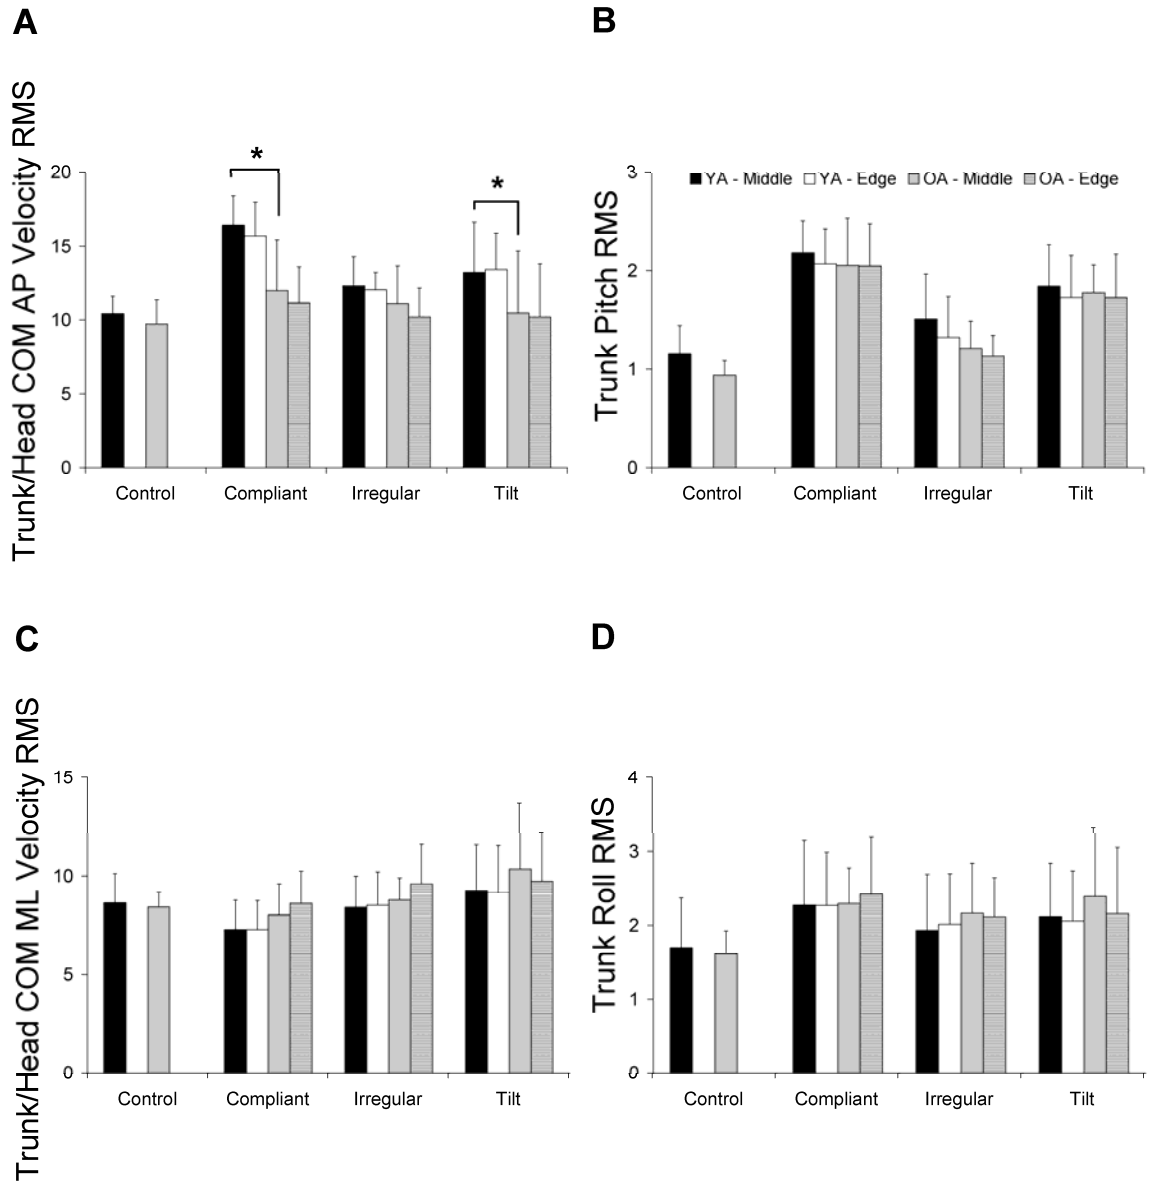 A
B
Trunk/Head COM AP Velocity RMS
*
*
20
15
10
5
0
Control Compliant Irregular Tilt
Trunk Pitch RMS
YA - Middle YA - Edge OA - Middle OA - Edge
3
2
1
0
Control Compliant Irregular Tilt
C
D
Trunk/Head COM ML Velocity RMS
15
10
5
0
Control Compliant Irregular Tilt
Trunk Roll RMS
4
3
2
1
0
Control Compliant Irregular Tilt